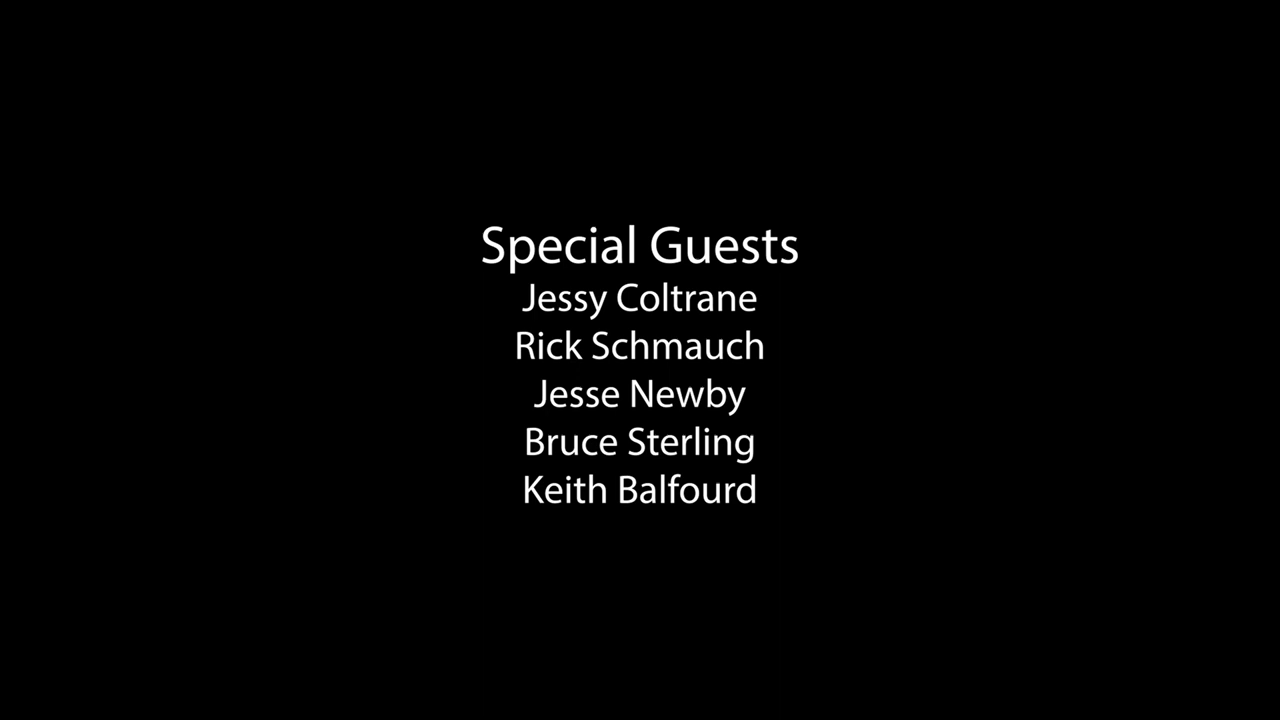 Special Guests
Jessy Coltrane
Rick Schmauch
Jesse Newby
Bruce Sterling
Keith Balfourd